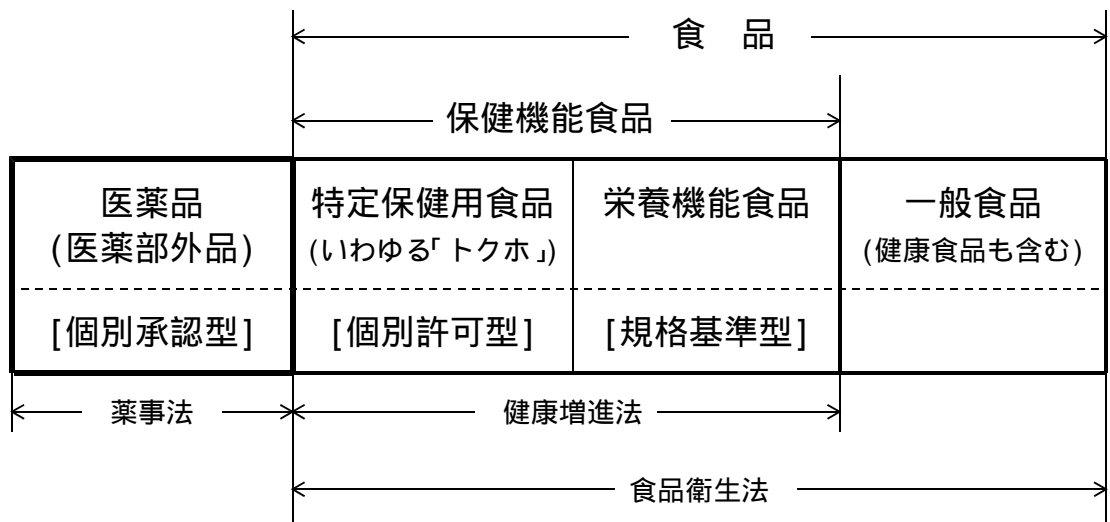 食 品
保健機能食品
医薬品
(医薬部外品)
[個別承認型]
特定保健用食品
(いわゆる「トクホ」)
[個別許可型]
栄養機能食品
[規格基準型]
一般食品
(健康食品も含む)
薬事法
健康増進法
食品衛生法